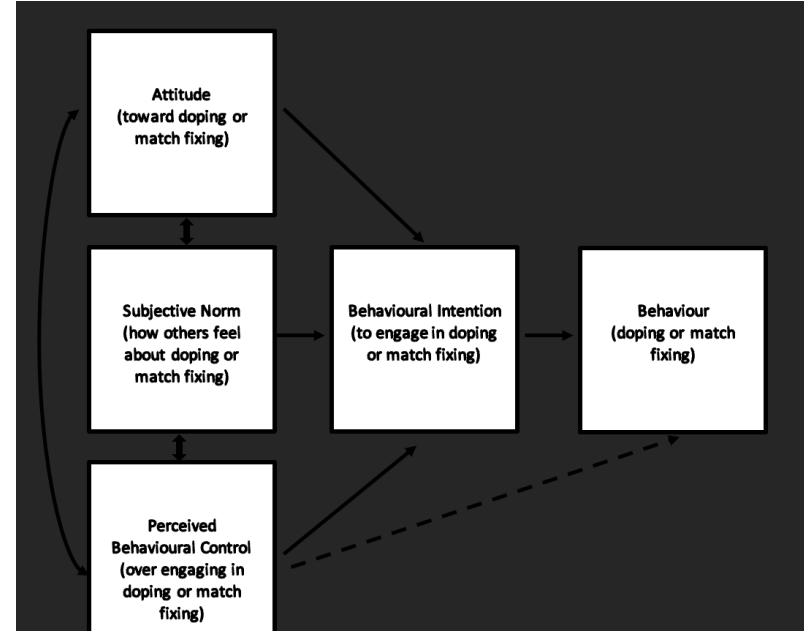 Attitude
(toward doping or
match fixing)
Subjective Norm
(how others feel
about doping or
match fixing)
Behavioural Intention
(to engage in doping
or match fixing)
Behaviour
(doping or match
fixing)
Perceived
Behavioural Control
(over engaging in
doping or match
fixing)